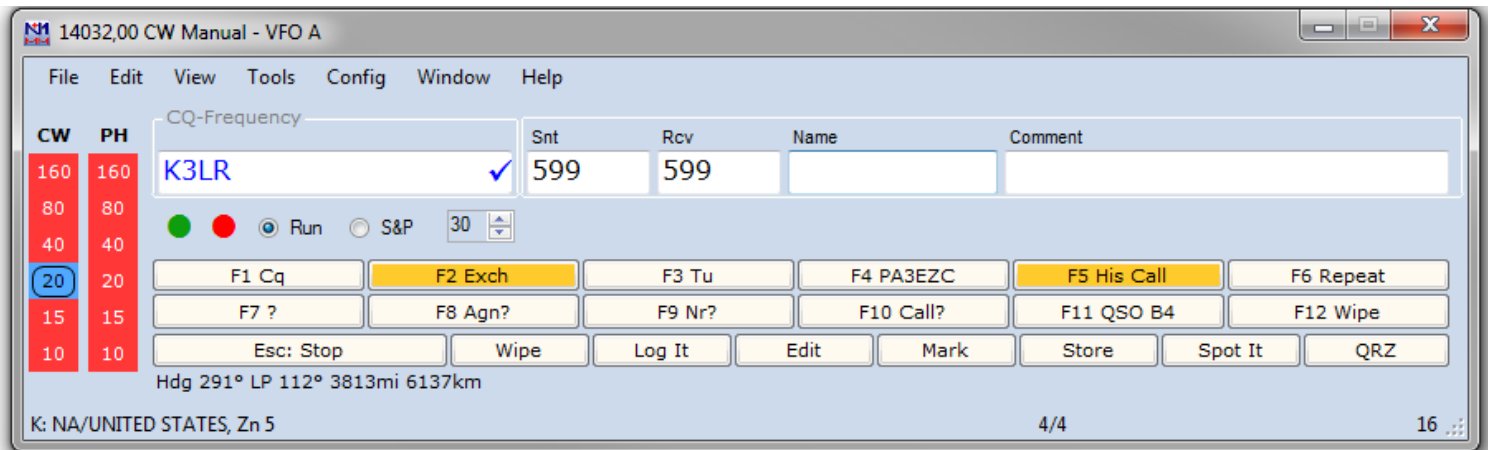 14032,00 CW Manual - VFO A
File Edit View Tools Config Window Help
CQ-Frequency
CW PH Snt Rcv Name Comment
160 160 K3LR 599 599
80 80 Run S&P 30
40 40
20 20 F1 Cq F2 Exch F3 Tu F4 PA3EZC F5 His Call F6 Repeat
15 15 F7 ? F8 Agn? F9 Nr? F10 Call? F11 QSO B4 F12 Wipe
10 10 Esc: Stop Wipe Log It Edit Mark Store Spot It QRZ
Hdg 291° LP 112° 3813mi 6137km
K: NA/UNITED STATES, Zn 5 4/4 16